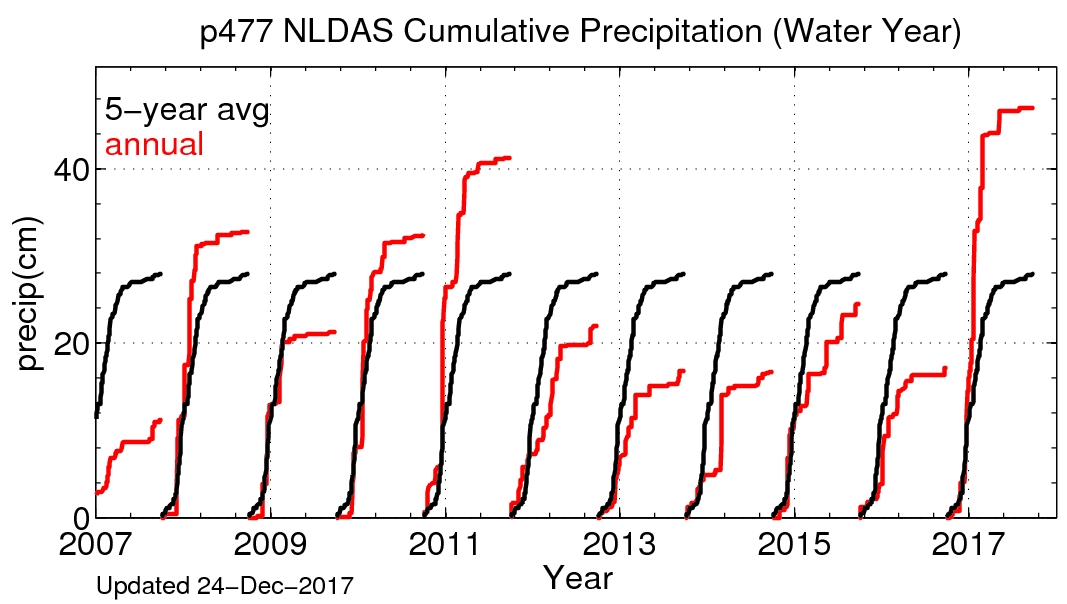 p477 NLDAS Cumulative Precipitation (Water Year)
5−year avg
annual
precip(cm)
40
20
0
2007 2009 2011 2013 2015 2017
Year
Updated 24−Dec−2017